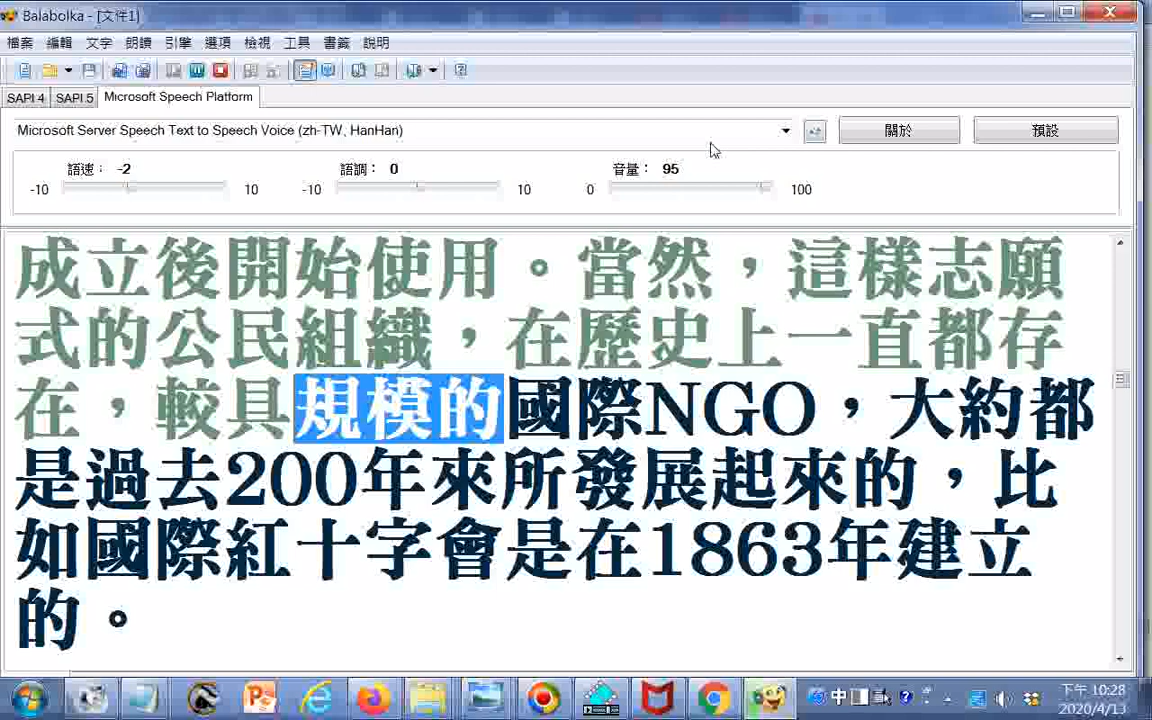 Balabolka - [文件1]
檔案 編輯 文字 朗讀 引擎 選項 檢視 工具 書籤 說明
SAPI 4 SAPI 5 Microsoft Speech Platform
Microsoft Server Speech Text to Speech Voice (zh-TW, HanHan) 關於 預設
語速： -2 語調： 0 音量： 95
-10 10 -10 10 0 100
成立後開始使用。當然，這樣志願
式的公民組織，在歷史上一直都存
在，較具規模的國際NGO，大約都
是過去200年來所發展起來的，比
如國際紅十字會是在1863年建立
的。
中 下午 10:28
2020/4/13